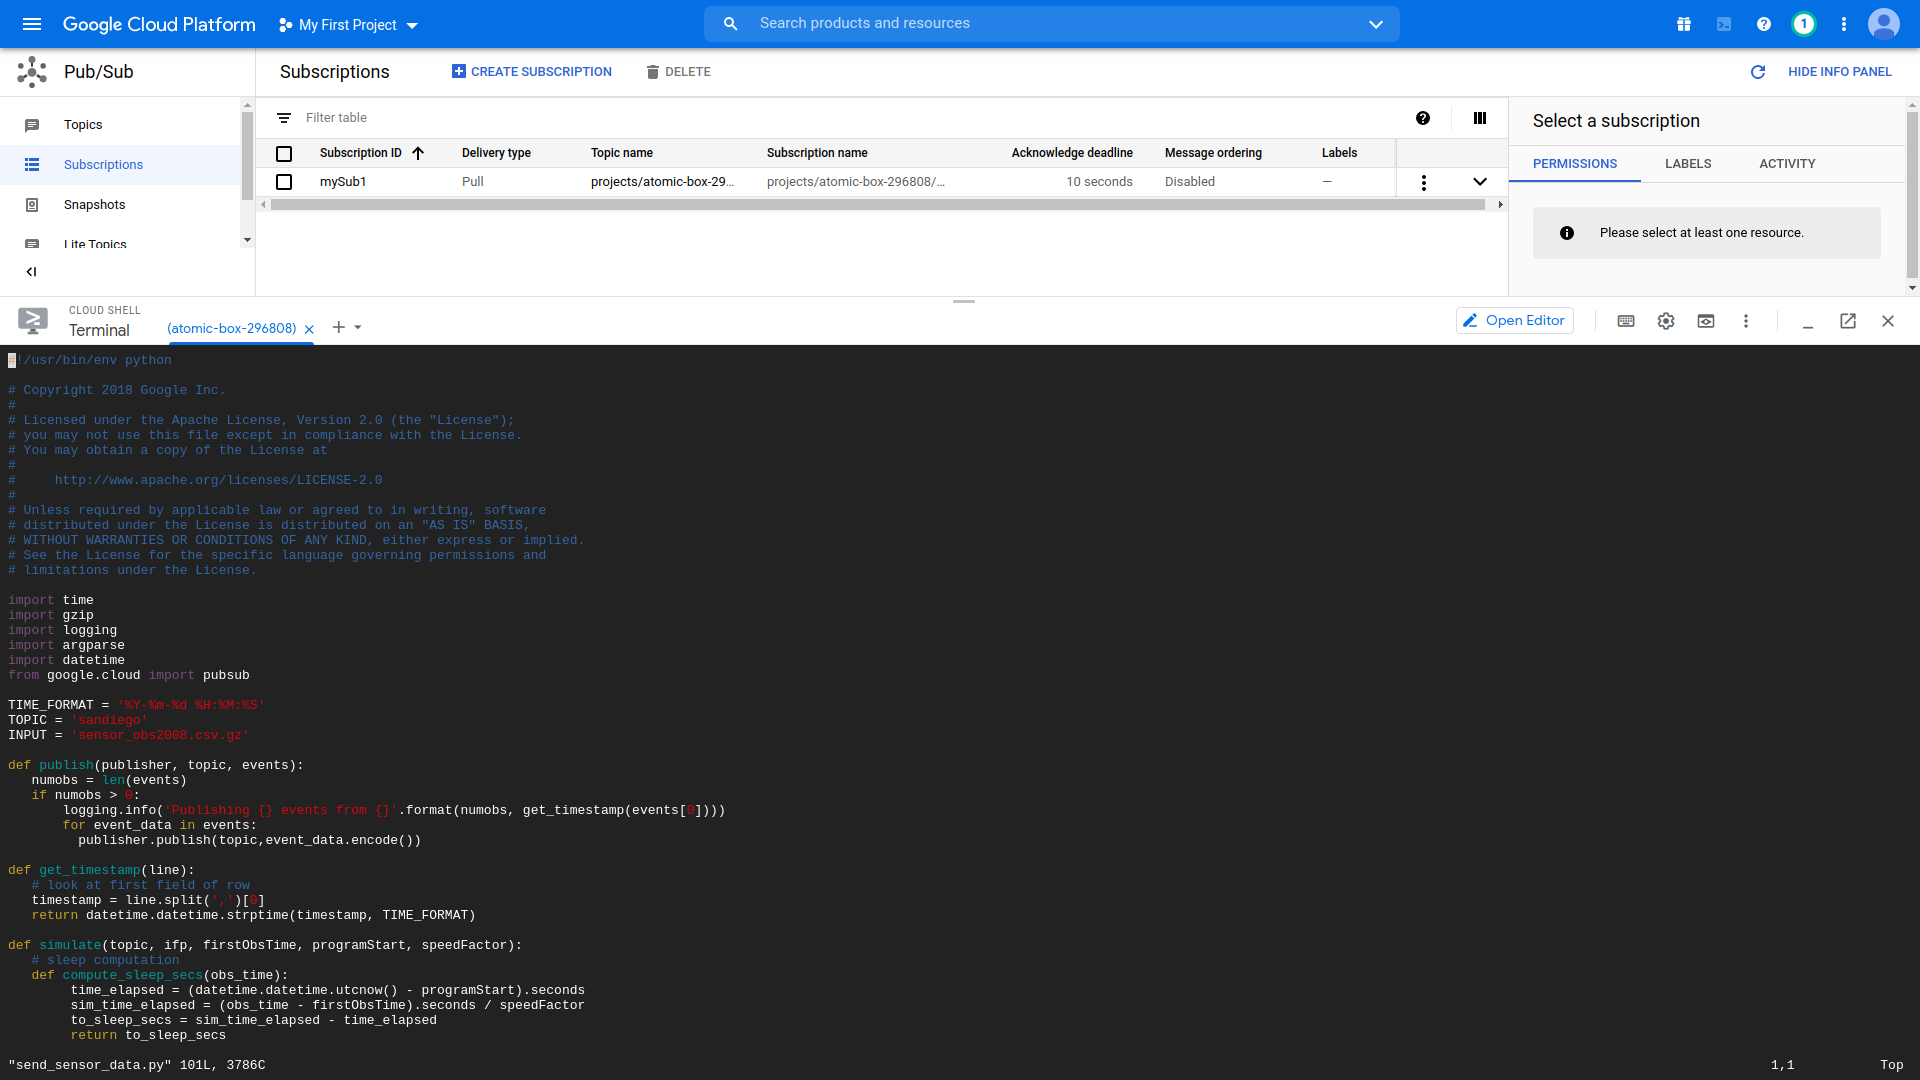 Google Cloud Platform My First Project Search products and resources 1
Pub/Sub Subscriptions CREATE SUBSCRIPTION DELETE HIDE INFO PANEL
Topics
Subscriptions
Snapshots
Lite Topics
Filter table
Subscription ID Delivery type Topic name Subscription name Acknowledge deadline Message ordering Labels
mySub1 Pull projects/atomic-box-29... projects/atomic-box-296808/... 10 seconds Disabled —
Select a subscription
PERMISSIONS LABELS ACTIVITY
Please select at least one resource.
CLOUD SHELL
Terminal (atomic-box-296808) Open Editor
#!/usr/bin/env python
# Copyright 2018 Google Inc.
#
# Licensed under the Apache License, Version 2.0 (the "License");
# you may not use this file except in compliance with the License.
# You may obtain a copy of the License at
#
#     http://www.apache.org/licenses/LICENSE-2.0
#
# Unless required by applicable law or agreed to in writing, software
# distributed under the License is distributed on an "AS IS" BASIS,
# WITHOUT WARRANTIES OR CONDITIONS OF ANY KIND, either express or implied.
# See the License for the specific language governing permissions and
# limitations under the License.
import time
import gzip
import logging
import argparse
import datetime
from google.cloud import pubsub
TIME_FORMAT = '%Y-%m-%d %H:%M:%S'
TOPIC = 'sandiego'
INPUT = 'sensor_obs2008.csv.gz'
def publish(publisher, topic, events):
   numobs = len(events)
   if numobs > 0:
       logging.info('Publishing {} events from {}'.format(numobs, get_timestamp(events[0])))
       for event_data in events:
         publisher.publish(topic,event_data.encode())
def get_timestamp(line):
   # look at first field of row
   timestamp = line.split(',')[0]
   return datetime.datetime.strptime(timestamp, TIME_FORMAT)
def simulate(topic, ifp, firstObsTime, programStart, speedFactor):
   # sleep computation
   def compute_sleep_secs(obs_time):
        time_elapsed = (datetime.datetime.utcnow() - programStart).seconds
        sim_time_elapsed = (obs_time - firstObsTime).seconds / speedFactor
        to_sleep_secs = sim_time_elapsed - time_elapsed
        return to_sleep_secs
"send_sensor_data.py" 101L, 3786C 1,1 Top